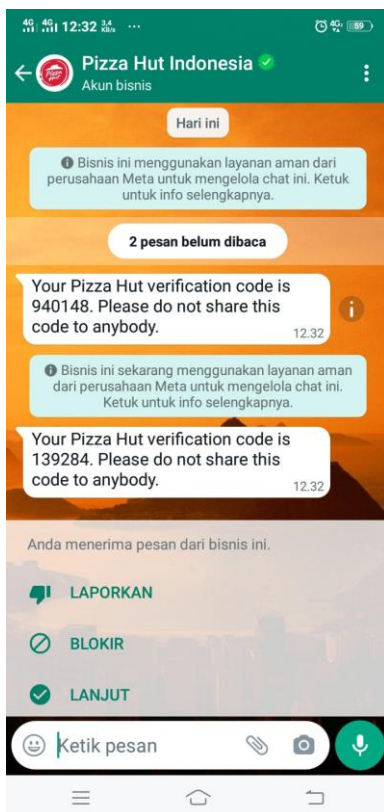 4G 4G 12:32 3,4 KB/s ... 4G 59
Pizza Hut Indonesia
Akun bisnis
Hari ini
Bisnis ini menggunakan layanan aman dari
perusahaan Meta untuk mengelola chat ini. Ketuk
untuk info selengkapnya.
2 pesan belum dibaca
Your Pizza Hut verification code is
940148. Please do not share this
code to anybody.
12.32
Bisnis ini sekarang menggunakan layanan aman
dari perusahaan Meta untuk mengelola chat ini.
Ketuk untuk info selengkapnya.
Your Pizza Hut verification code is
139284. Please do not share this
code to anybody.
12.32
Anda menerima pesan dari bisnis ini.
LAPORKAN
BLOKIR
LANJUT
Ketik pesan